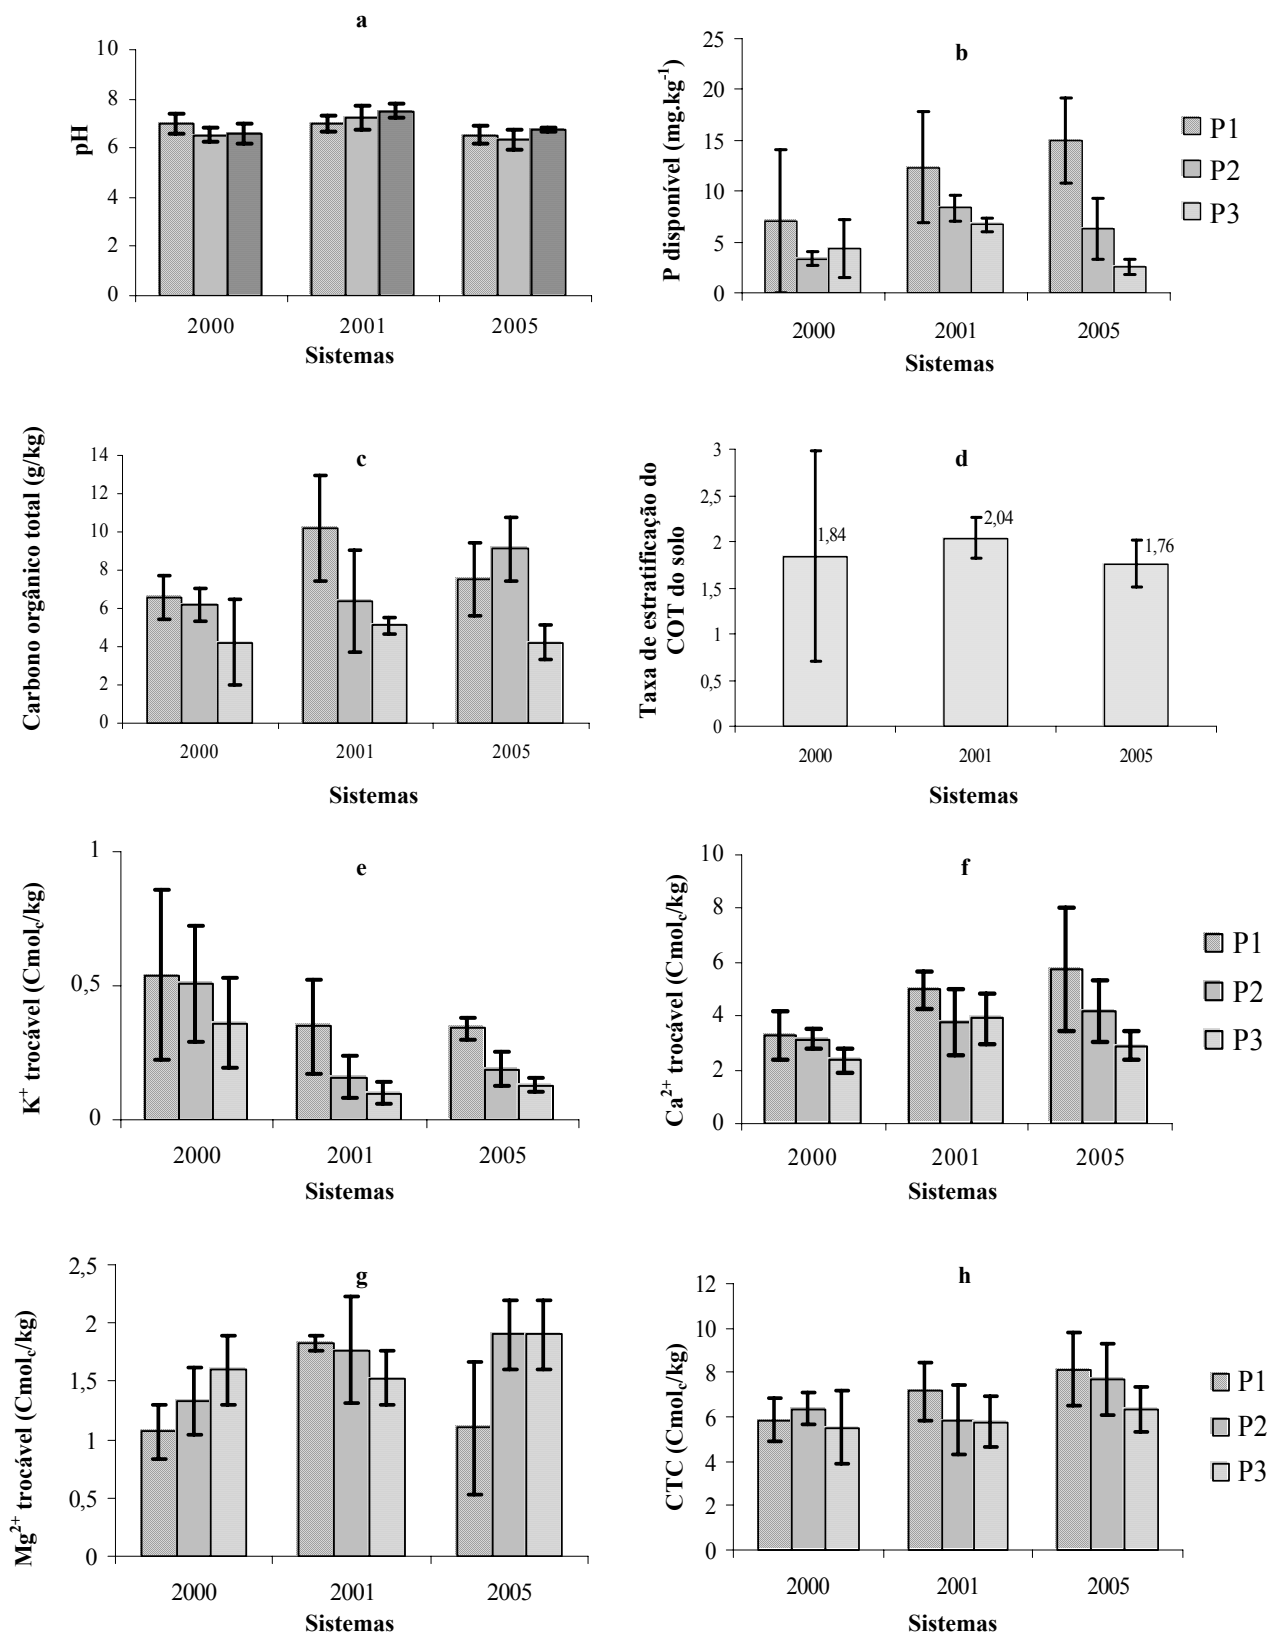 a
10
8
6
4
2
0
pH
2000
2001
2005
Sistemas
b
25
20
15
10
5
0
P disponível (mg.kg⁻¹)
2000
2001
2005
Sistemas
P1
P2
P3
c
14
12
10
8
6
4
2
0
Carbono orgânico total (g/kg)
2000
2001
2005
Sistemas
d
3
2,5
2
1,5
1
0,5
0
Taxa de estratificação do
COT do solo
1,84
2,04
1,76
2000
2001
2005
Sistemas
e
1
0,5
0
K⁺ trocável (Cmolc/kg)
2000
2001
2005
Sistemas
f
10
8
6
4
2
0
Ca²⁺ trocável (Cmolc/kg)
2000
2001
2005
Sistemas
P1
P2
P3
g
2,5
2
1,5
1
0,5
0
Mg²⁺ trocável (Cmolc/kg)
2000
2001
2005
Sistemas
h
12
10
8
6
4
2
0
CTC (Cmolc/kg)
2000
2001
2005
Sistemas
P1
P2
P3